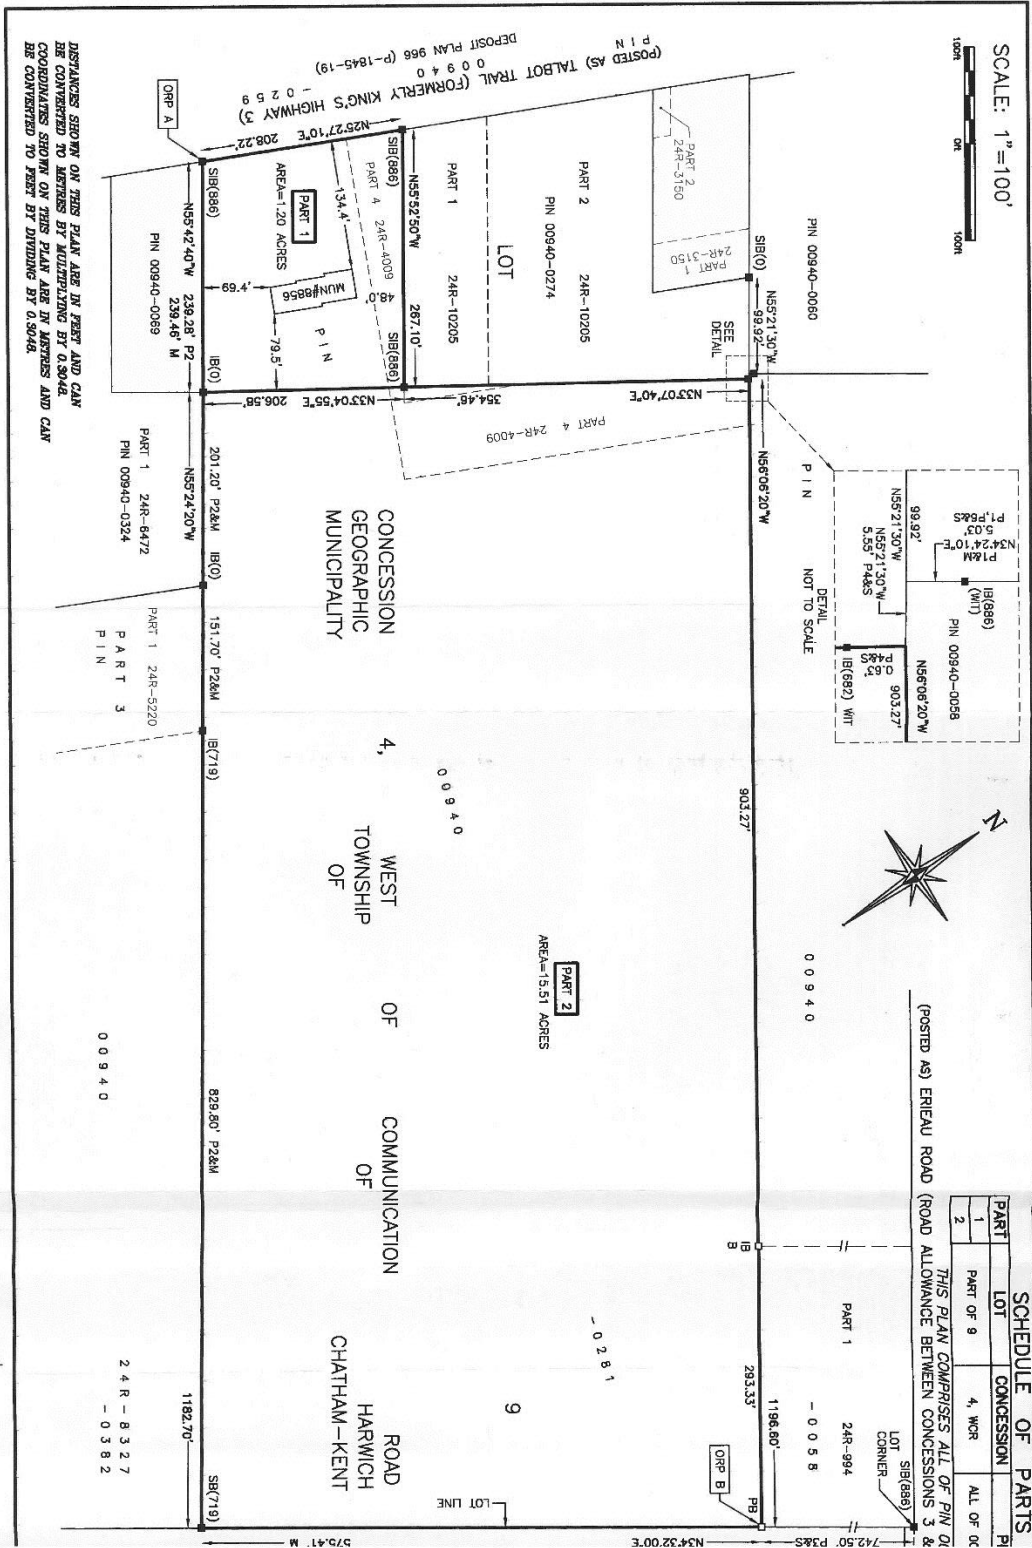 SCALE: 1"=100'
100ft 0ft 100ft
SCHEDULE OF PARTS
PART LOT CONCESSION
1 PART OF 9 4, WOR ALL OF
2
THIS PLAN COMPRISES ALL OF PIN
(POSTED AS) ERIEAU ROAD (ROAD ALLOWANCE BETWEEN CONCESSIONS 3 &
LOT CORNER
SIB(886)
742.50' P3&S
PIN 00940-0060
PIN
00940
-0058
PART 1 24R-994
IB(886)
(WIT)
PIN 00940-0058
P1&M
N34°24'10"E
5.03'
P1,P5&S
99.92'
N55°21'30"W
N55°21'30"W
5.55' P4&S
N56°06'20"W
903.27'
0.63'
P4&S
IB(682) WIT
DETAIL
NOT TO SCALE
SEE
DETAIL
SIB(0)
N55°21'30"W
99.92'
N56°06'20"W
903.27'
IB
B
293.33'
1196.60'
PB
ORP B
PIN
00940
-0259
(POSTED AS) TALBOT TRAIL (FORMERLY KING'S HIGHWAY 3)
DEPOSIT PLAN 966 (P-1845-19)
PART 2
24R-3150
PART 1
24R-3150
PART 2 24R-10205
PIN 00940-0274
LOT
9
PART 1 24R-10205
N33°07'40"E
354.46'
PART 4 24R-4009
SIB(886)
N55°52'50"W
267.10'
SIB(886)
N25°27'10"E
208.22'
PART 4 24R-4009
134.4'
48.0'
MUN#8856
PART 1
AREA=1.20 ACRES
69.4'
79.5'
PIN
00940
-0281
N33°04'55"E
206.58'
PART 2
AREA=15.51 ACRES
CONCESSION 4, WEST OF COMMUNICATION ROAD
GEOGRAPHIC TOWNSHIP OF HARWICH
MUNICIPALITY OF CHATHAM-KENT
LOT LINE
N34°32'00"E
575.41' M
ORP A
SIB(886)
N55°42'40"W
239.28' P2
239.46' M
IB(0)
N55°24'20"W
201.20' P2&M
IB(0)
151.70' P2&M
IB(719)
829.80' P2&M
1182.70'
SB(719)
PIN 00940-0069
PART 1 24R-6472
PIN 00940-0324
PART 1 24R-5220
PART 3
24R-8327
PIN
00940
-0382
DISTANCES SHOWN ON THIS PLAN ARE IN FEET AND CAN
BE CONVERTED TO METRES BY MULTIPLYING BY 0.3048.
COORDINATES SHOWN ON THIS PLAN ARE IN METRES AND CAN
BE CONVERTED TO FEET BY DIVIDING BY 0.3048.
N